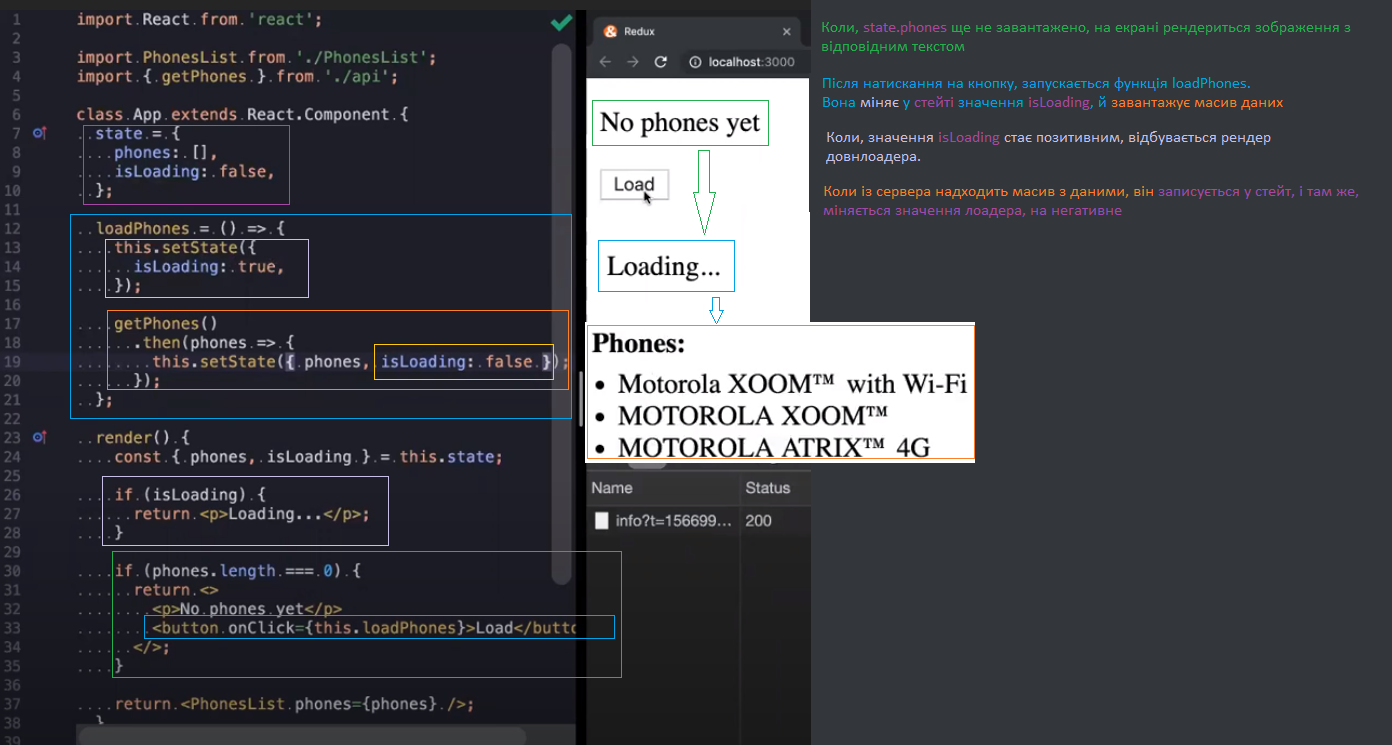 1 import React from 'react';
2
3 import PhonesList from './PhonesList';
4 import { getPhones } from './api';
5
6 class App extends React.Component {
7 state = {
8 phones: [],
9 isLoading: false,
10 };
11
12 loadPhones = () => {
13 this.setState({
14 isLoading: true,
15 });
16
17 getPhones()
18 .then(phones => {
19 this.setState({ phones, isLoading: false });
20 });
21 };
22
23 render() {
24 const { phones, isLoading } = this.state;
25
26 if (isLoading) {
27 return <p>Loading...</p>;
28 }
29
30 if (phones.length === 0) {
31 return <>
32 <p>No phones yet</p>
33 <button onClick={this.loadPhones}>Load</butto
34 </>;
35 }
36
37 return <PhonesList phones={phones} />;
38 }
39
Redux
localhost:3000
No phones yet
Load
Loading...
Phones:
• Motorola XOOM™ with Wi-Fi
• MOTOROLA XOOM™
• MOTOROLA ATRIX™ 4G
Name Status
info?t=156699... 200
Коли, state.phones ще не завантажено, на екрані рендериться зображення з
відповідним текстом
Після натискання на кнопку, запускається функція loadPhones.
Вона міняє у стейті значення isLoading, й завантажує масив даних
Коли, значення isLoading стає позитивним, відбувається рендер
довнлоадера.
Коли із сервера надходить масив з даними, він записується у стейт, і там же,
міняється значення лоадера, на негативне